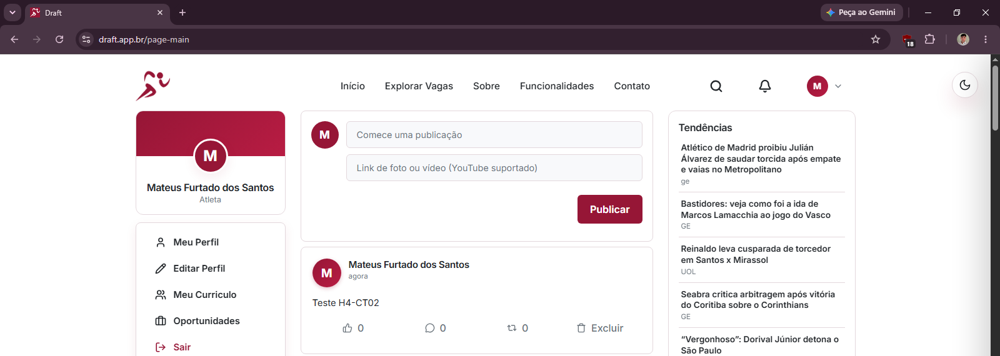 Draft
Peça ao Gemini
draft.app.br/page-main
18
Início
Explorar Vagas
Sobre
Funcionalidades
Contato
M
M
Mateus Furtado dos Santos
Atleta
Meu Perfil
Editar Perfil
Meu Curriculo
Oportunidades
Sair
M
Comece uma publicação
Link de foto ou vídeo (YouTube suportado)
Publicar
M
Mateus Furtado dos Santos
agora
Teste H4-CT02
0
0
0
Excluir
Tendências
Atlético de Madrid proibiu Julián
Álvarez de saudar torcida após empate
e vaias no Metropolitano
ge
Bastidores: veja como foi a ida de
Marcos Lamacchia ao jogo do Vasco
GE
Reinaldo leva cusparada de torcedor
em Santos x Mirassol
UOL
Seabra critica arbitragem após vitória
do Coritiba sobre o Corinthians
GE
“Vergonhoso”: Dorival Júnior detona o
São Paulo